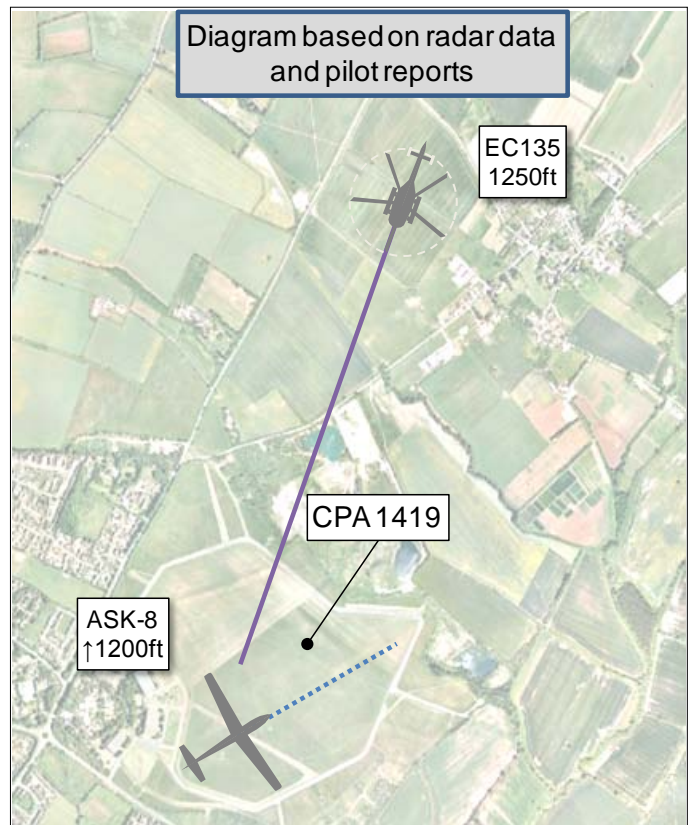 Diagram based on radar data
and pilot reports
EC135
1250ft
CPA 1419
ASK-8
↑1200ft